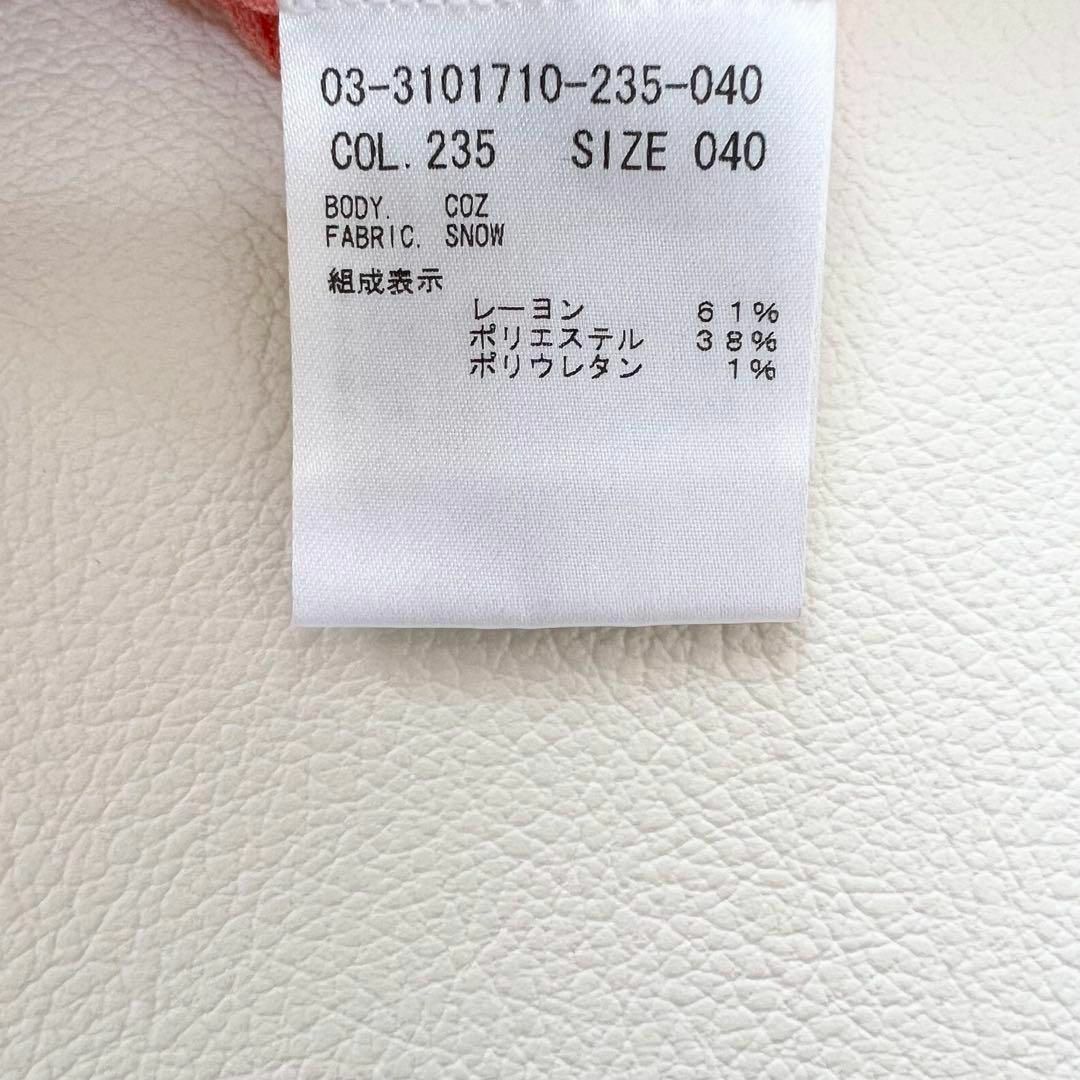 03-3101710-235-040
COL. 235 SIZE 040
BODY. COZ
FABRIC. SNOW
組成表示
レーヨン 61%
ポリエステル 38%
ポリウレタン 1%